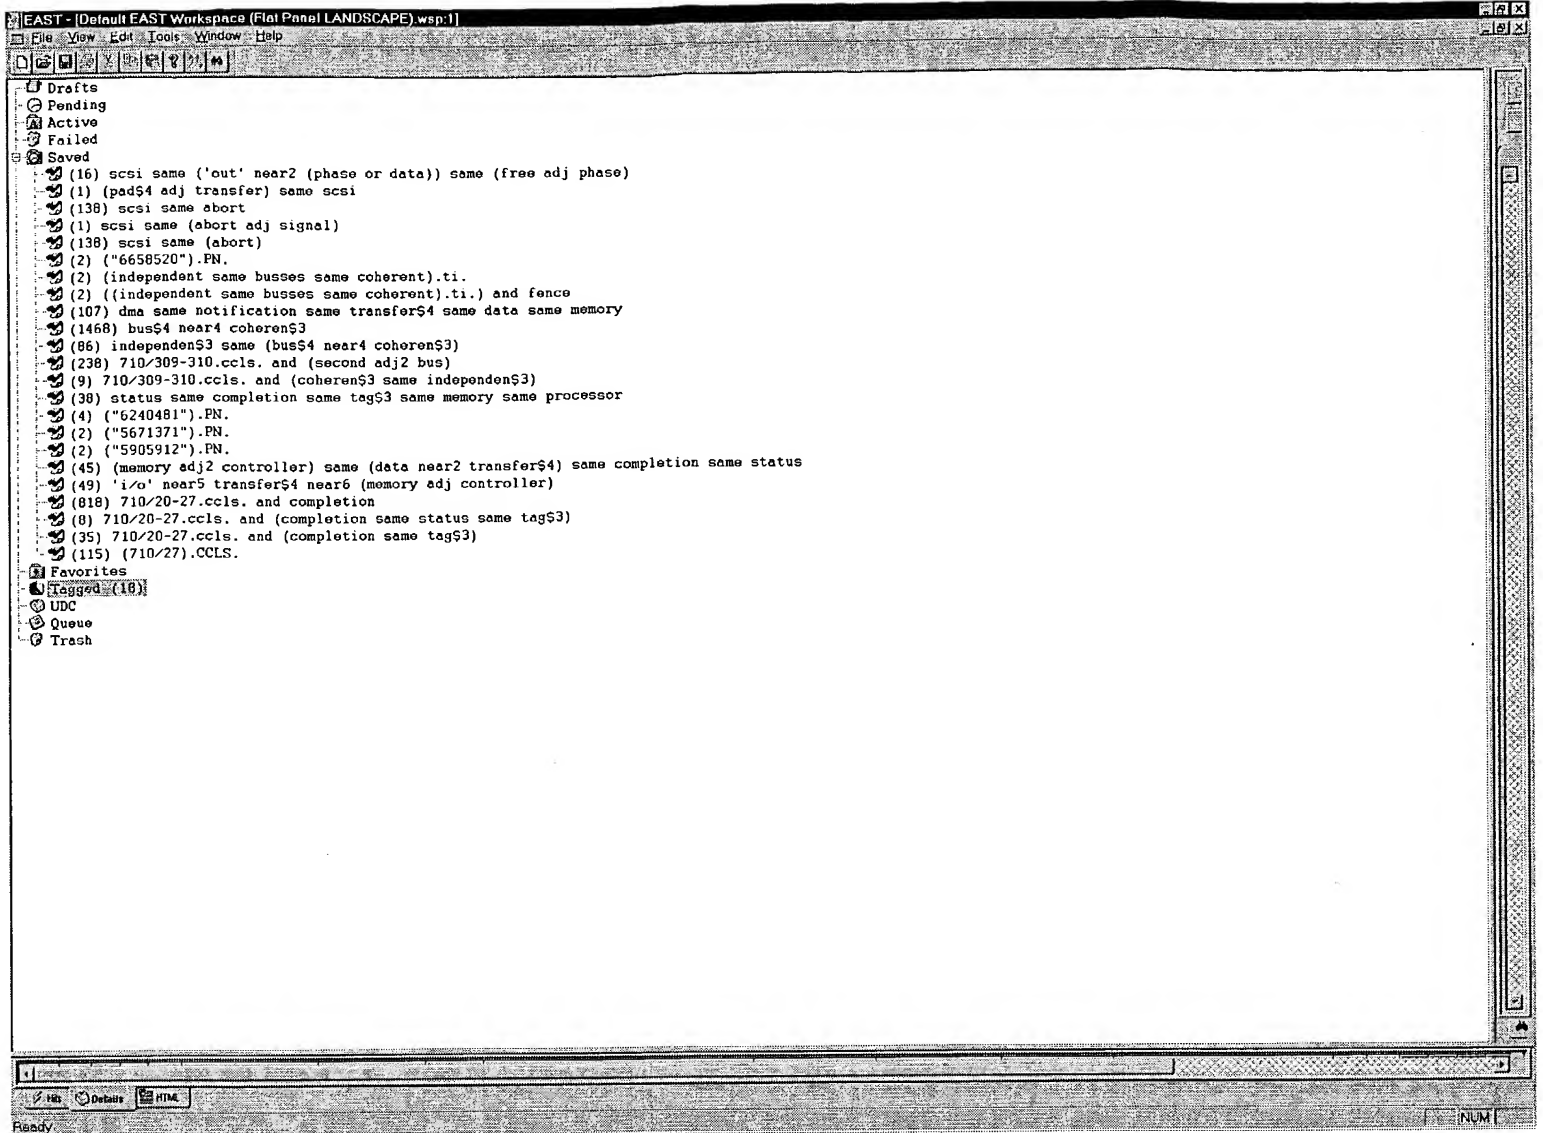 EAST - [Default EAST Workspace (Flat Panel LANDSCAPE).wsp:1]
File View Edit Tools Window Help
Drafts
Pending
Active
Failed
Saved
(16) scsi same ('out' near2 (phase or data)) same (free adj phase)
(1) (pad$4 adj transfer) same scsi
(138) scsi same abort
(1) scsi same (abort adj signal)
(138) scsi same (abort)
(2) ("6658520").PN.
(2) (independent same busses same coherent).ti.
(2) ((independent same busses same coherent).ti.) and fence
(107) dma same notification same transfer$4 same data same memory
(1468) bus$4 near4 coheren$3
(86) independen$3 same (bus$4 near4 coheren$3)
(238) 710/309-310.ccls. and (second adj2 bus)
(9) 710/309-310.ccls. and (coheren$3 same independen$3)
(38) status same completion same tag$3 same memory same processor
(4) ("6240481").PN.
(2) ("5671371").PN.
(2) ("5905912").PN.
(45) (memory adj2 controller) same (data near2 transfer$4) same completion same status
(49) 'i/o' near5 transfer$4 near6 (memory adj controller)
(818) 710/20-27.ccls. and completion
(8) 710/20-27.ccls. and (completion same status same tag$3)
(35) 710/20-27.ccls. and (completion same tag$3)
(115) (710/27).CCLS.
Favorites
Tagged (18)
UDC
Queue
Trash
Hits Details HTML
Ready NUM